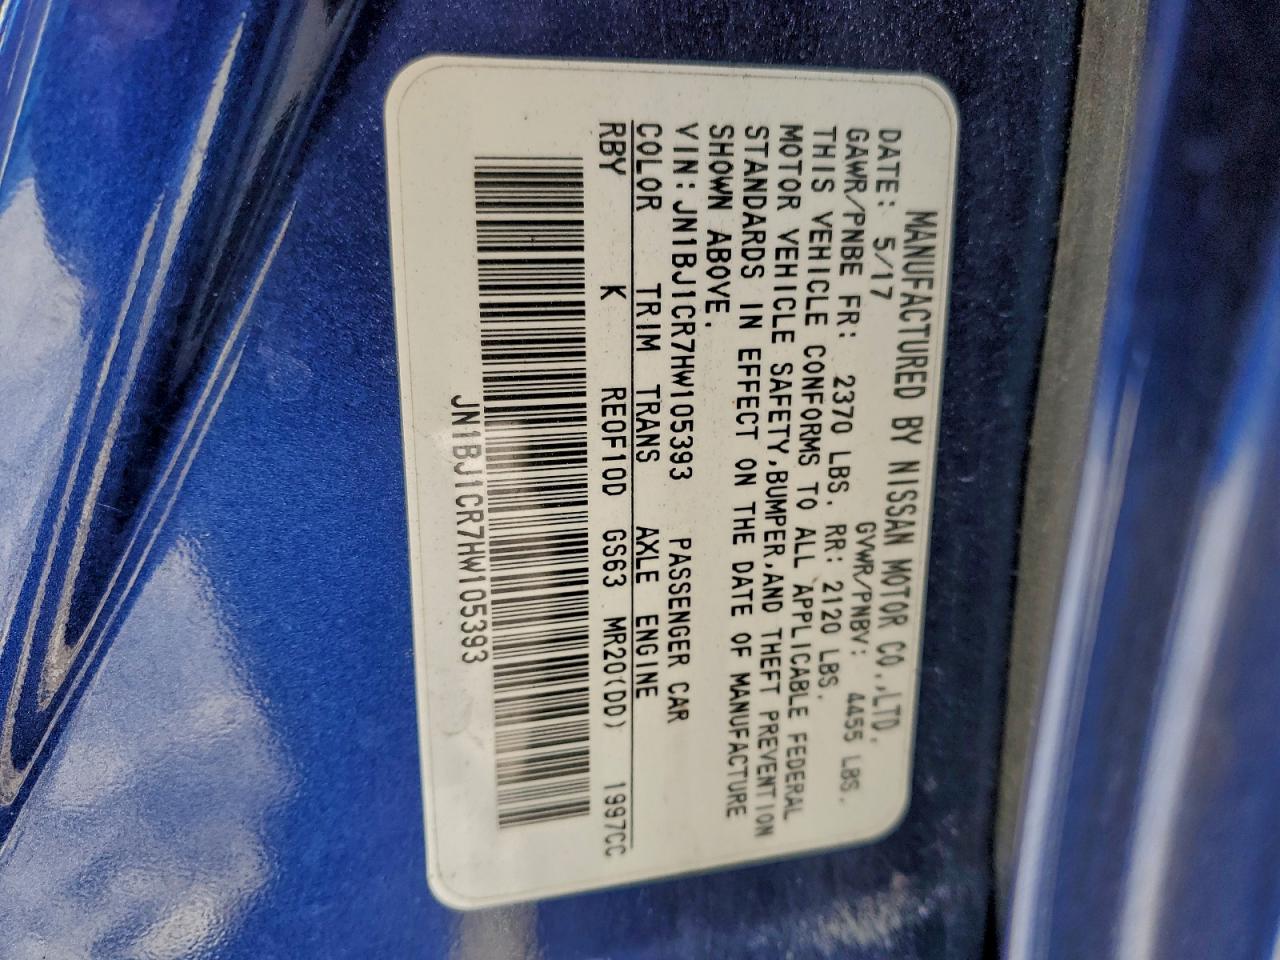 MANUFACTURED BY NISSAN MOTOR CO.,LTD.
DATE: 5/17 GVWR/PNBV: 4455 LBS.
GAWR/PNBE FR: 2370 LBS. RR: 2120 LBS.
THIS VEHICLE CONFORMS TO ALL APPLICABLE FEDERAL
MOTOR VEHICLE SAFETY,BUMPER,AND THEFT PREVENTION
STANDARDS IN EFFECT ON THE DATE OF MANUFACTURE
SHOWN ABOVE.
VIN:JN1BJ1CR7HW105393 PASSENGER CAR
COLOR TRIM TRANS AXLE ENGINE
RBY K RE0F10D GS63 MR20(DD) 1997CC
JN1BJ1CR7HW105393